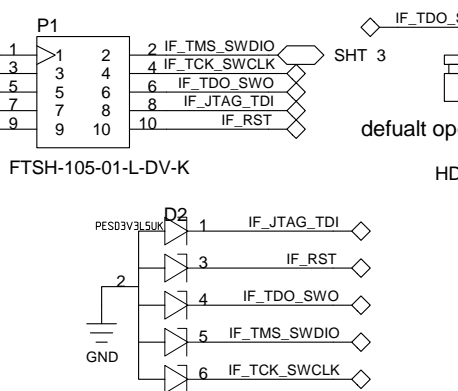 P1
IF_TDO_S
1 1 2 2 IF_TMS_SWDIO SHT 3
3 3 4 4 IF_TCK_SWCLK
5 5 6 6 IF_TDO_SWO
7 7 8 8 IF_JTAG_TDI
9 9 10 10 IF_RST
defualt op
FTSH-105-01-L-DV-K
HD
D2
PESD3V3L5UK 1 IF_JTAG_TDI
3 IF_RST
2
4 IF_TDO_SWO
5 IF_TMS_SWDIO
GND
6 IF_TCK_SWCLK